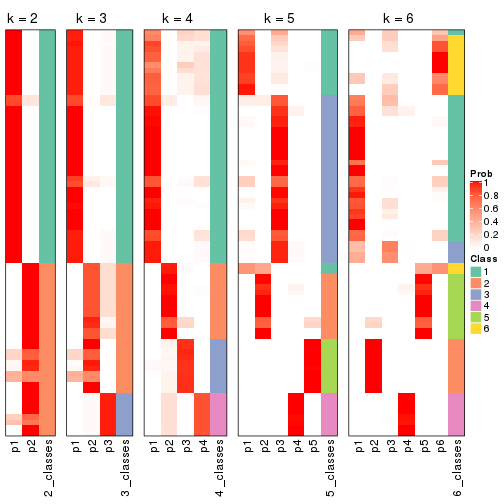 k = 2
k = 3
k = 4
k = 5
k = 6
p1
p2
2_classes
p1
p2
p3
3_classes
p1
p2
p3
p4
4_classes
p1
p2
p3
p4
p5
5_classes
p1
p2
p3
p4
p5
p6
6_classes
Prob
1
0.8
0.6
0.4
0.2
0
Class
1
2
3
4
5
6